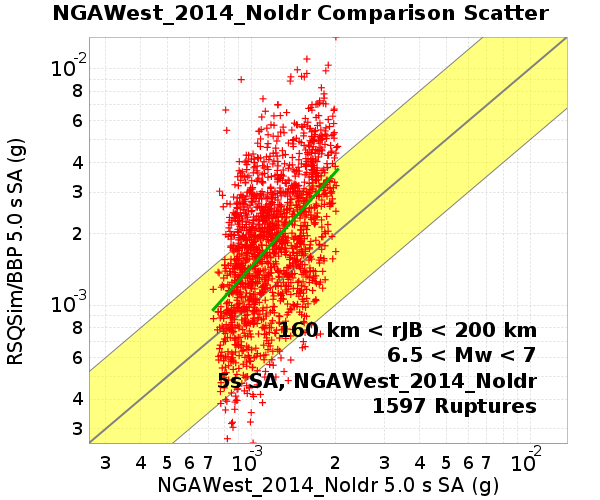 NGAWest_2014_NoIdr Comparison Scatter
RSQSim/BBP 5.0 s SA (g)
10-2
8
6
4
3
2
10-3
8
6
4
3
160 km < rJB < 200 km
6.5 < Mw < 7
5s SA, NGAWest_2014_NoIdr
1597 Ruptures
3 4 5 6 7 10-3 2 3 4 5 6 7 10-2
NGAWest_2014_NoIdr 5.0 s SA (g)